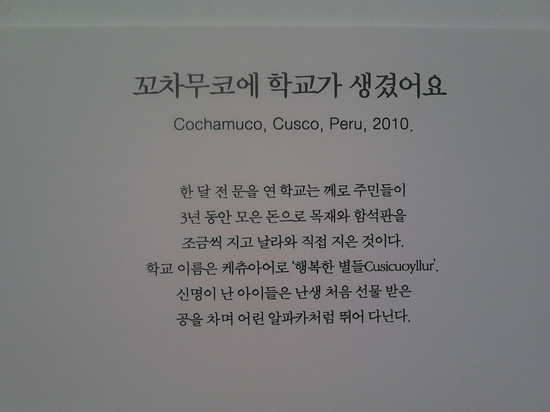 꼬차무코에 학교가 생겼어요
Cochamuco, Cusco, Peru, 2010.
한 달 전 문을 연 학교는 께로 주민들이
3년 동안 모은 돈으로 목재와 함석판을
조금씩 지고 날라와 직접 지은 것이다.
학교 이름은 케츄아어로 '행복한 별들Cusicuoyllur'.
신명이 난 아이들은 난생 처음 선물 받은
공을 차며 어린 알파카처럼 뛰어 다닌다.